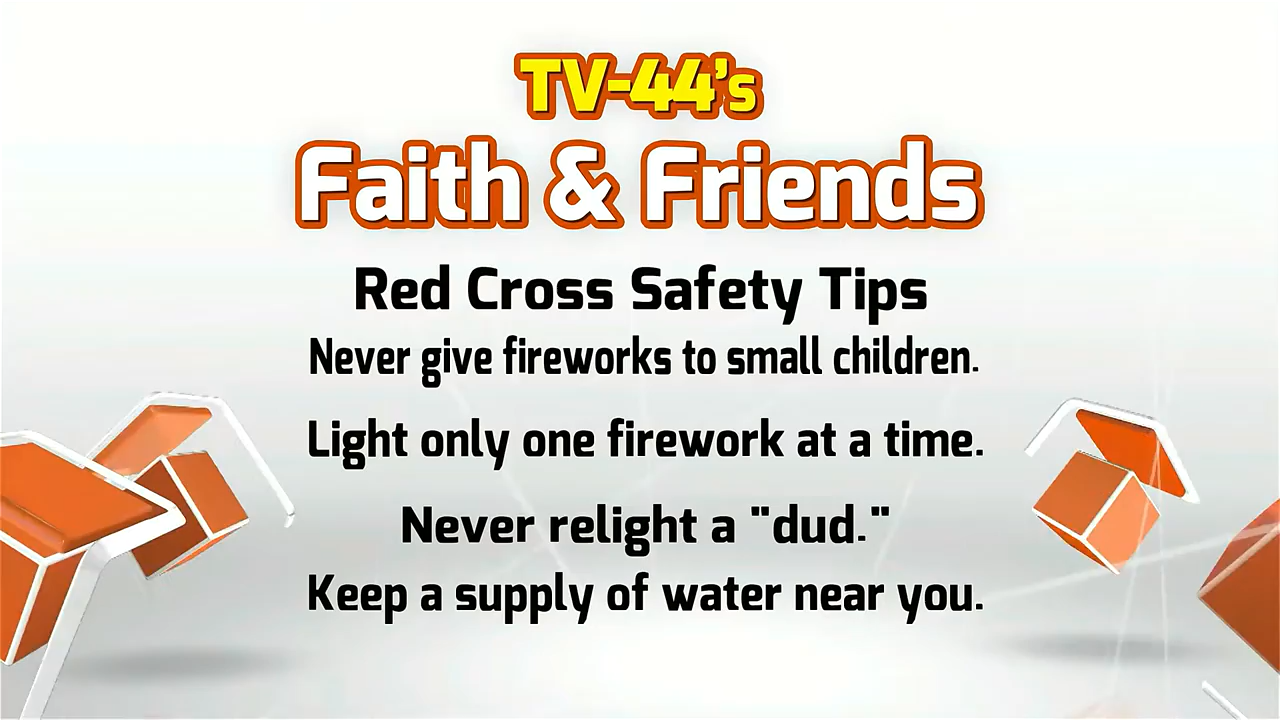 TV-44's
Faith & Friends
Red Cross Safety Tips
Never give fireworks to small children.
Light only one firework at a time.
Never relight a "dud."
Keep a supply of water near you.